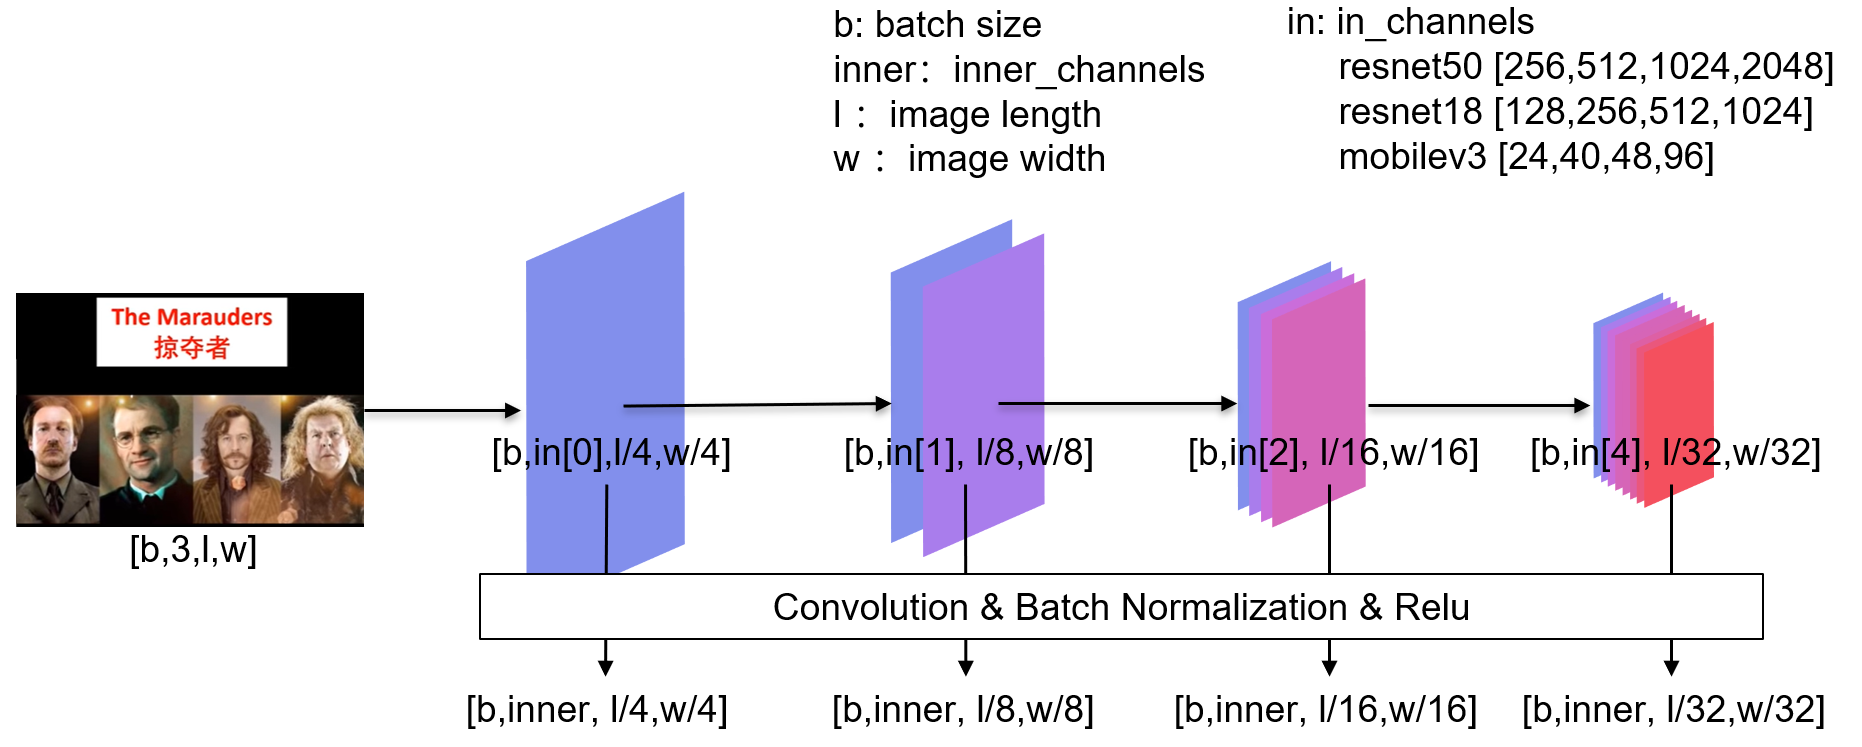 b: batch size
inner：inner_channels
l：image length
w：image width
in: in_channels
resnet50 [256,512,1024,2048]
resnet18 [128,256,512,1024]
mobilev3 [24,40,48,96]
The Marauders
掠夺者
[b,3,l,w]
[b,in[0],l/4,w/4]
[b,in[1], l/8,w/8]
[b,in[2], l/16,w/16]
[b,in[4], l/32,w/32]
Convolution & Batch Normalization & Relu
[b,inner, l/4,w/4]
[b,inner, l/8,w/8]
[b,inner, l/16,w/16]
[b,inner, l/32,w/32]